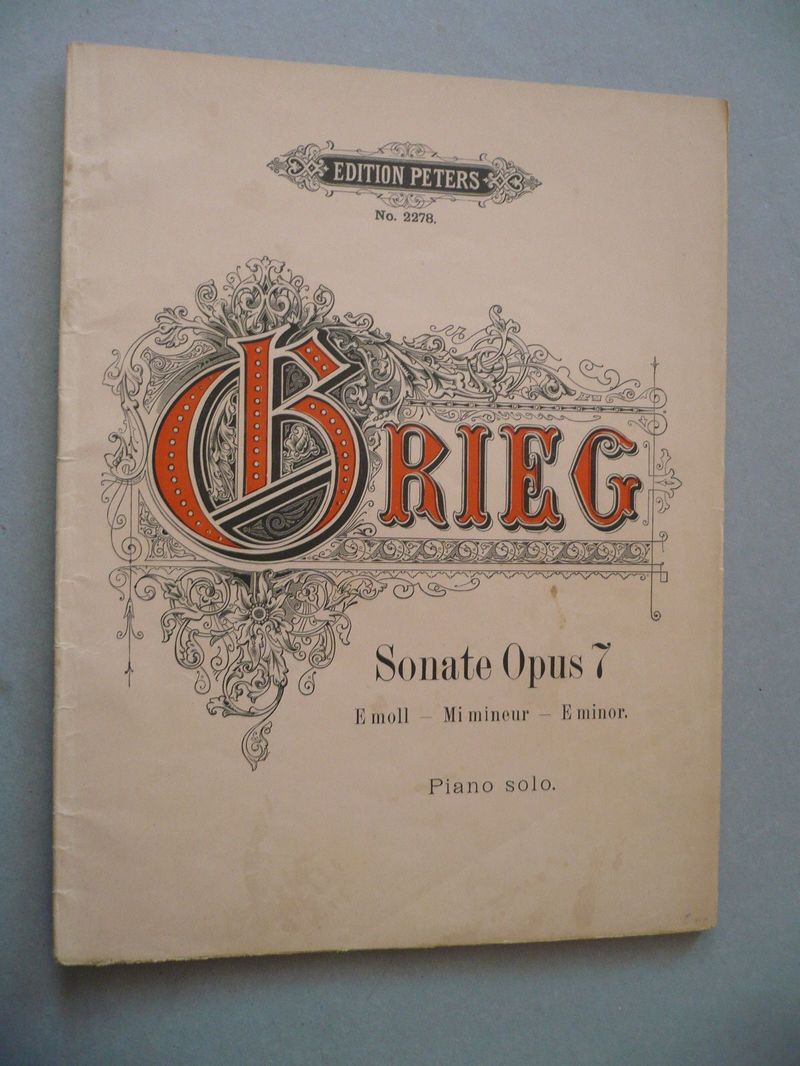 EDITION PETERS
No. 2278.
GRIEG
Sonate Opus 7
E moll — Mi mineur — E minor.
Piano solo.